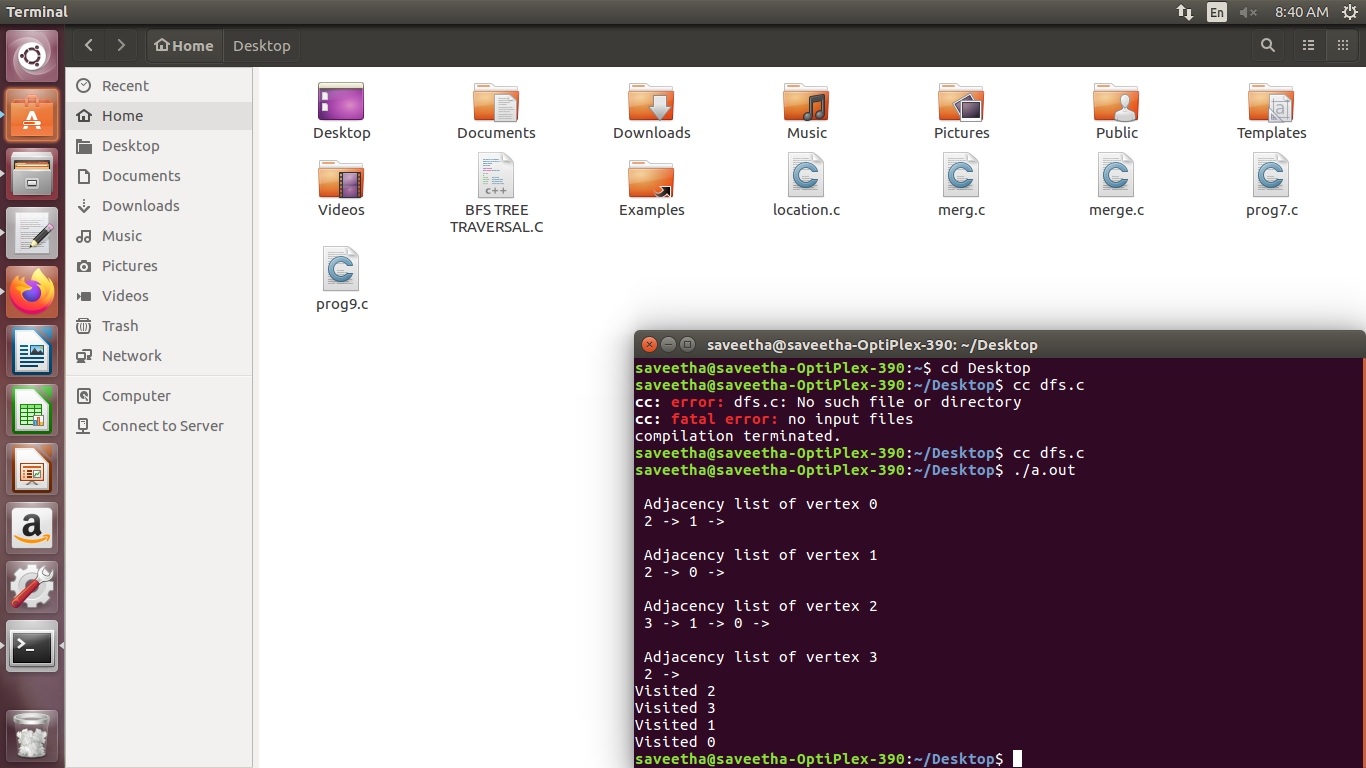 Terminal
En
8:40 AM
Home
Desktop
Recent
Home
Desktop
Documents
Downloads
Music
Pictures
Videos
Trash
Network
Computer
Connect to Server
Desktop
Documents
Downloads
Music
Pictures
Public
Templates
Videos
c++
BFS TREE
TRAVERSAL.C
Examples
C
location.c
C
merg.c
C
merge.c
C
prog7.c
C
prog9.c
saveetha@saveetha-OptiPlex-390: ~/Desktop
saveetha@saveetha-OptiPlex-390:~$ cd Desktop
saveetha@saveetha-OptiPlex-390:~/Desktop$ cc dfs.c
cc: error: dfs.c: No such file or directory
cc: fatal error: no input files
compilation terminated.
saveetha@saveetha-OptiPlex-390:~/Desktop$ cc dfs.c
saveetha@saveetha-OptiPlex-390:~/Desktop$ ./a.out
Adjacency list of vertex 0
2 -> 1 ->
Adjacency list of vertex 1
2 -> 0 ->
Adjacency list of vertex 2
3 -> 1 -> 0 ->
Adjacency list of vertex 3
2 ->
Visited 2
Visited 3
Visited 1
Visited 0
saveetha@saveetha-OptiPlex-390:~/Desktop$